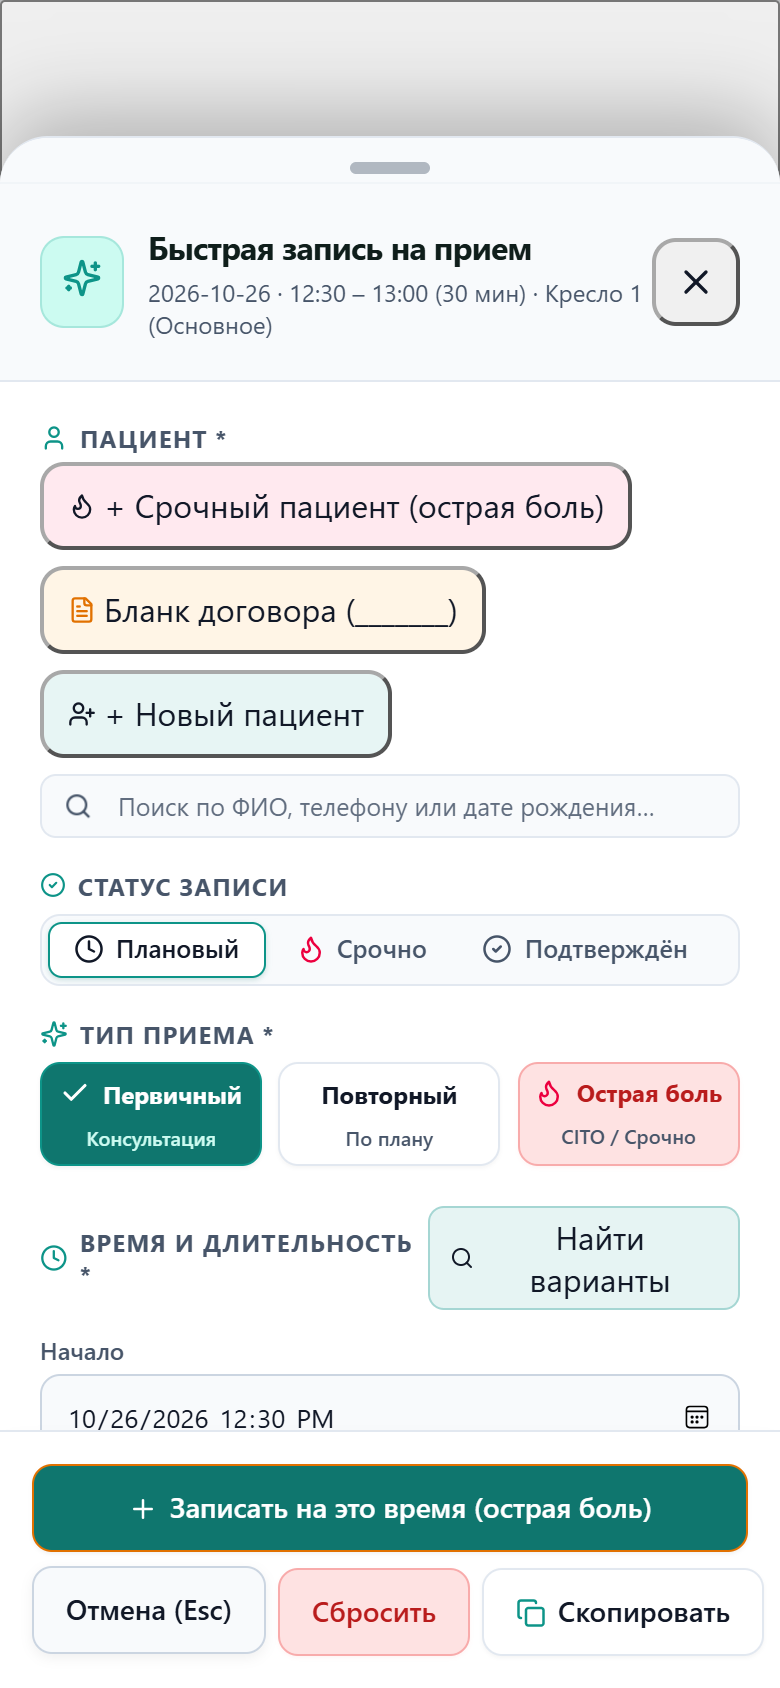 Быстрая запись на прием
2026-10-26 · 12:30 – 13:00 (30 мин) · Кресло 1
(Основное)
ПАЦИЕНТ *
+ Срочный пациент (острая боль)
Бланк договора (_______)
+ Новый пациент
Поиск по ФИО, телефону или дате рождения...
СТАТУС ЗАПИСИ
Плановый Срочно Подтверждён
ТИП ПРИЕМА *
Первичный Повторный Острая боль
Консультация По плану CITO / Срочно
ВРЕМЯ И ДЛИТЕЛЬНОСТЬ
*
Найти
варианты
Начало
10/26/2026 12:30 PM
+ Записать на это время (острая боль)
Отмена (Esc) Сбросить Скопировать